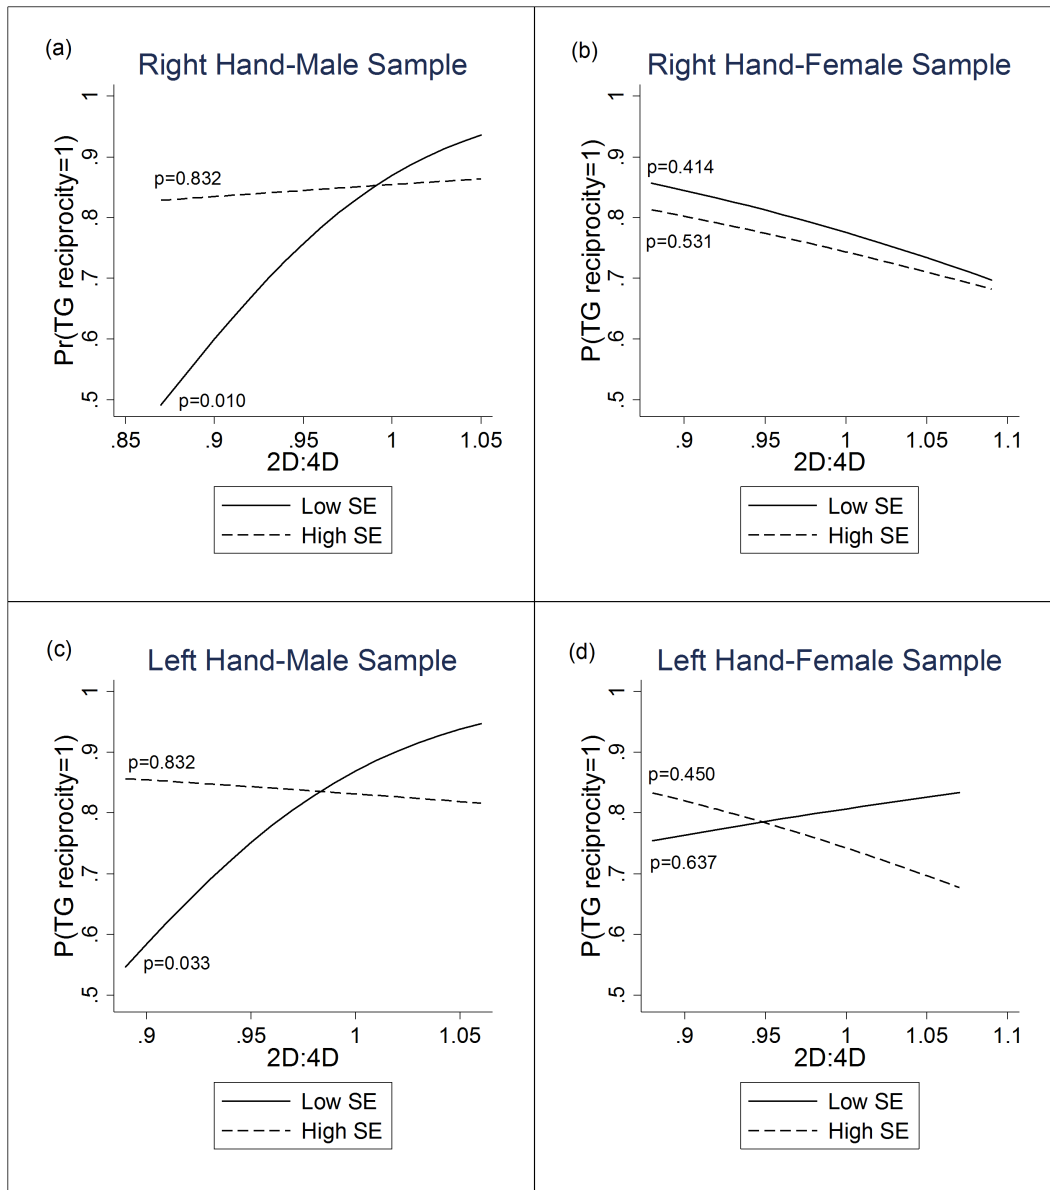 (a)
Right Hand-Male Sample
Pr(TG reciprocity=1)
1
.9
.8
.7
.6
.5
p=0.832
p=0.010
.85
.9
.95
1
1.05
2D:4D
Low SE
High SE
(b)
Right Hand-Female Sample
P(TG reciprocity=1)
1
.9
.8
.7
.6
.5
p=0.414
p=0.531
.9
.95
1
1.05
1.1
2D:4D
Low SE
High SE
(c)
Left Hand-Male Sample
P(TG reciprocity=1)
1
.9
.8
.7
.6
.5
p=0.832
p=0.033
.9
.95
1
1.05
2D:4D
Low SE
High SE
(d)
Left Hand-Female Sample
P(TG reciprocity=1)
1
.9
.8
.7
.6
.5
p=0.450
p=0.637
.9
.95
1
1.05
1.1
2D:4D
Low SE
High SE